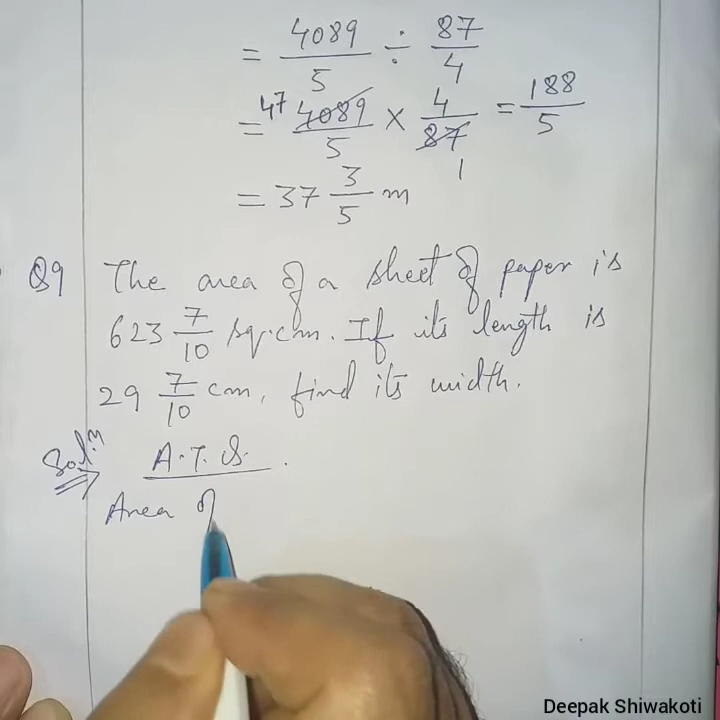 = 4089/5 ÷ 87/4
= 47 4089/5 × 4/87 1 = 188/5
= 37 3/5 m
Q9 The area of a sheet of paper is
623 7/10 sq.cm. If its length is
29 7/10 cm, find its width.
Sol.n A.T.S.
Area of
Deepak Shiwakoti